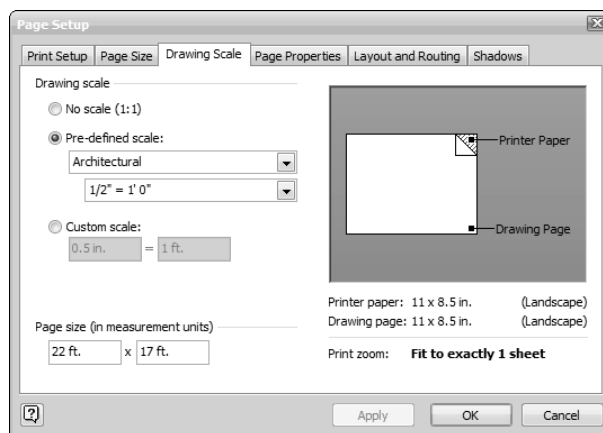 Page Setup
Print Setup Page Size Drawing Scale Page Properties Layout and Routing Shadows
Drawing scale
No scale (1:1)
Pre-defined scale:
Architectural
1/2" = 1' 0"
Custom scale:
0.5 in. = 1 ft.
Page size (in measurement units)
22 ft. x 17 ft.
Printer Paper
Drawing Page
Printer paper: 11 x 8.5 in. (Landscape)
Drawing page: 11 x 8.5 in. (Landscape)
Print zoom: Fit to exactly 1 sheet
?
Apply OK Cancel